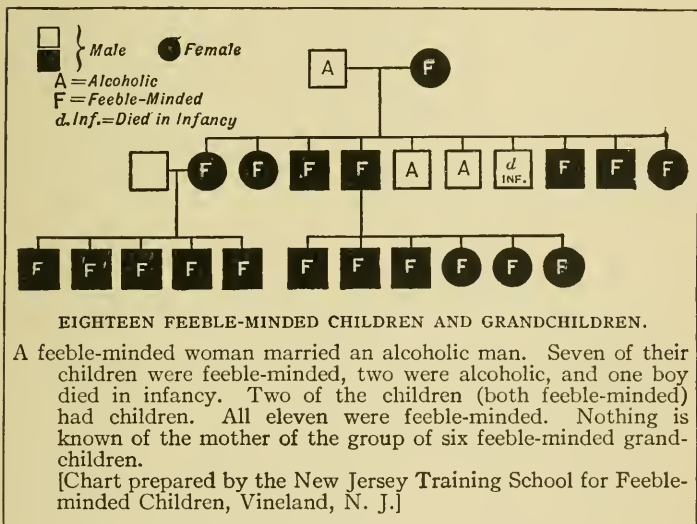 Male Female
A=Alcoholic
F=Feeble-Minded
d.Inf.=Died in Infancy
A F
F F F F A A d INF. F F F
F F F F F F F F F F F
EIGHTEEN FEEBLE-MINDED CHILDREN AND GRANDCHILDREN.
A feeble-minded woman married an alcoholic man. Seven of their
children were feeble-minded, two were alcoholic, and one boy
died in infancy. Two of the children (both feeble-minded)
had children. All eleven were feeble-minded. Nothing is
known of the mother of the group of six feeble-minded grand-
children.
[Chart prepared by the New Jersey Training School for Feeble-
minded Children, Vineland, N. J.]